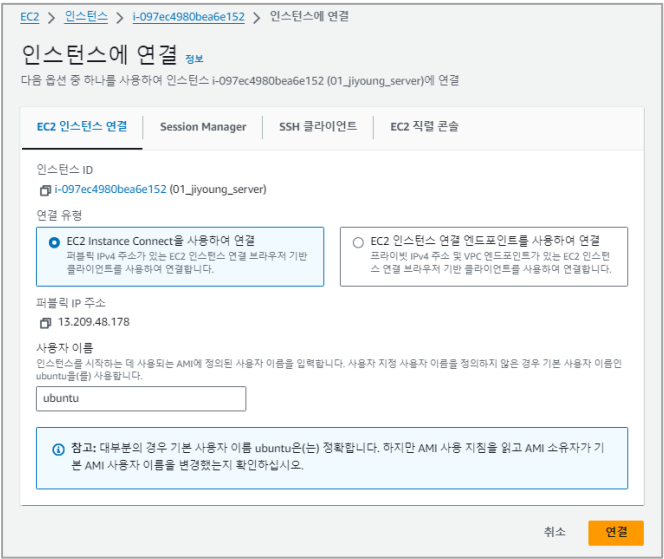 EC2 > 인스턴스 > i-097ec4980bea6e152 > 인스턴스에 연결
인스턴스에 연결 정보
다음 옵션 중 하나를 사용하여 인스턴스 i-097ec4980bea6e152 (01_jiyoung_server)에 연결
EC2 인스턴스 연결 Session Manager SSH 클라이언트 EC2 직렬 콘솔
인스턴스 ID
i-097ec4980bea6e152 (01_jiyoung_server)
연결 유형
EC2 Instance Connect을 사용하여 연결
퍼블릭 IPv4 주소가 있는 EC2 인스턴스 연결 브라우저 기반
클라이언트를 사용하여 연결합니다.
EC2 인스턴스 연결 엔드포인트를 사용하여 연결
프라이빗 IPv4 주소 및 VPC 엔드포인트가 있는 EC2 인스턴
스 연결 브라우저 기반 클라이언트를 사용하여 연결합니다.
퍼블릭 IP 주소
13.209.48.178
사용자 이름
인스턴스를 시작하는 데 사용되는 AMI에 정의된 사용자 이름을 입력합니다. 사용자 지정 사용자 이름을 정의하지 않은 경우 기본 사용자 이름인
ubuntu을(를) 사용합니다.
ubuntu
참고: 대부분의 경우 기본 사용자 이름 ubuntu은(는) 정확합니다. 하지만 AMI 사용 지침을 읽고 AMI 소유자가 기
본 AMI 사용자 이름을 변경했는지 확인하십시오.
취소 연결